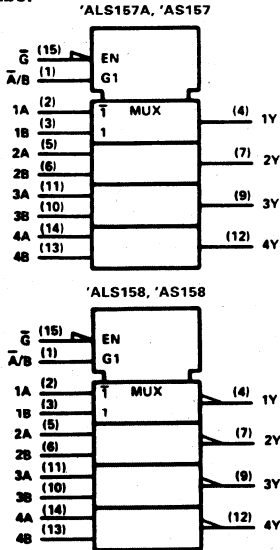 'ALS157A, 'AS157
G̅ (15) EN
A̅/B (1) G1
1A (2) 1̅ MUX (4) 1Y
1B (3) 1
2A (5) (7) 2Y
2B (6)
3A (11) (9) 3Y
3B (10)
4A (14) (12) 4Y
4B (13)
'ALS158, 'AS158
G̅ (15) EN
A̅/B (1) G1
1A (2) 1̅ MUX (4) 1Y
1B (3) 1
2A (5) (7) 2Y
2B (6)
3A (11) (9) 3Y
3B (10)
4A (14) (12) 4Y
4B (13)